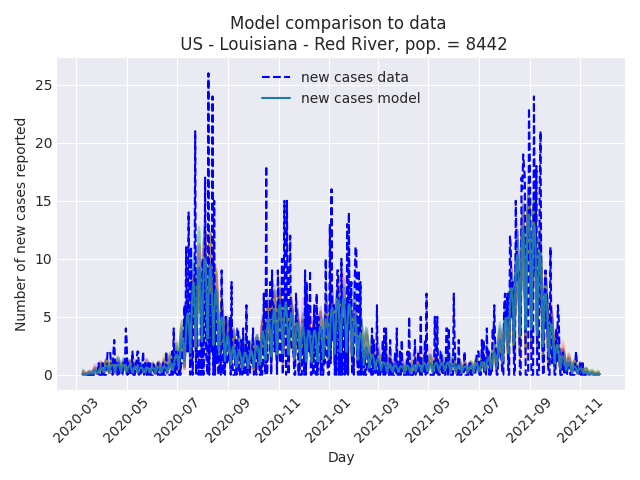 Model comparison to data
US - Louisiana - Red River, pop. = 8442
new cases data
new cases model
Number of new cases reported
25
20
15
10
5
0
2020-03
2020-05
2020-07
2020-09
2020-11
2021-01
2021-03
2021-05
2021-07
2021-09
2021-11
Day